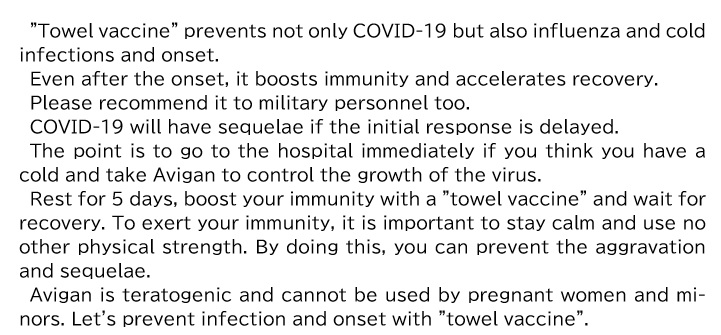 ”Towel vaccine” prevents not only COVID-19 but also influenza and cold
infections and onset.
Even after the onset, it boosts immunity and accelerates recovery.
Please recommend it to military personnel too.
COVID-19 will have sequelae if the initial response is delayed.
The point is to go to the hospital immediately if you think you have a
cold and take Avigan to control the growth of the virus.
Rest for 5 days, boost your immunity with a ”towel vaccine” and wait for
recovery. To exert your immunity, it is important to stay calm and use no
other physical strength. By doing this, you can prevent the aggravation
and sequelae.
Avigan is teratogenic and cannot be used by pregnant women and mi-
nors. Let’s prevent infection and onset with ”towel vaccine”.